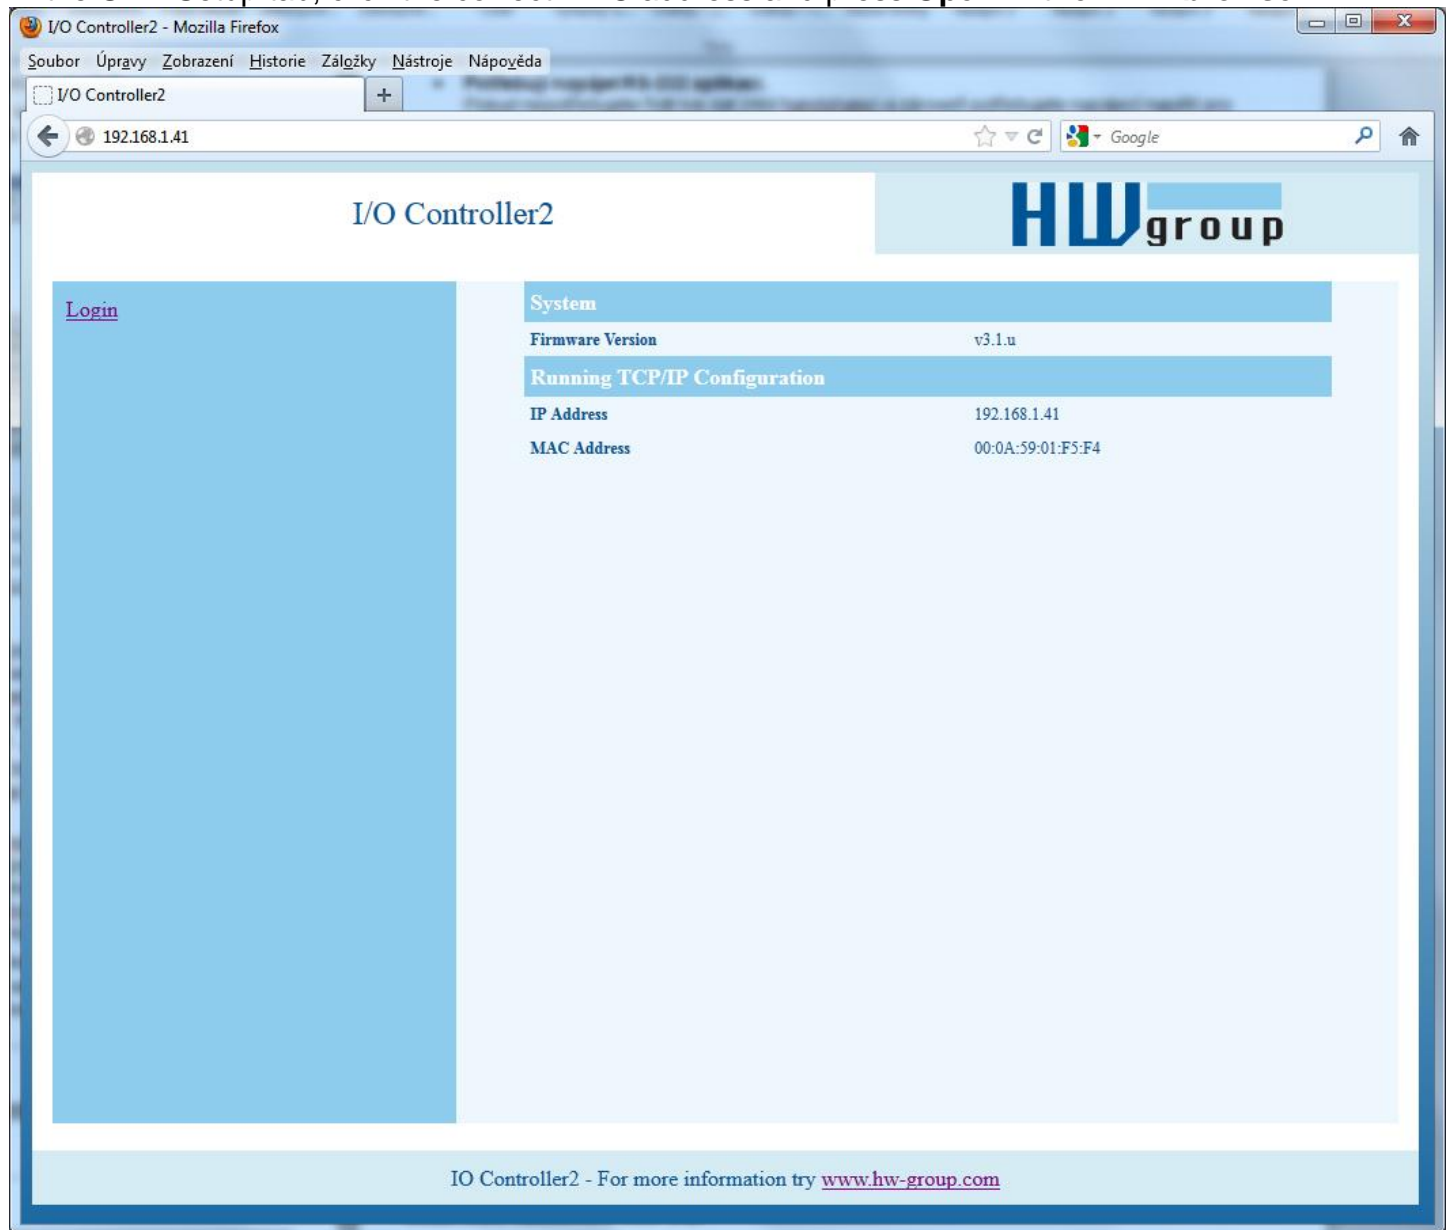 I/O Controller2 - Mozilla Firefox
Soubor Úpravy Zobrazení Historie Záložky Nástroje Nápověda
I/O Controller2 +
192.168.1.41 Google
I/O Controller2 HWgroup
Login
System
Firmware Version v3.1.u
Running TCP/IP Configuration
IP Address 192.168.1.41
MAC Address 00:0A:59:01:F5:F4
IO Controller2 - For more information try www.hw-group.com